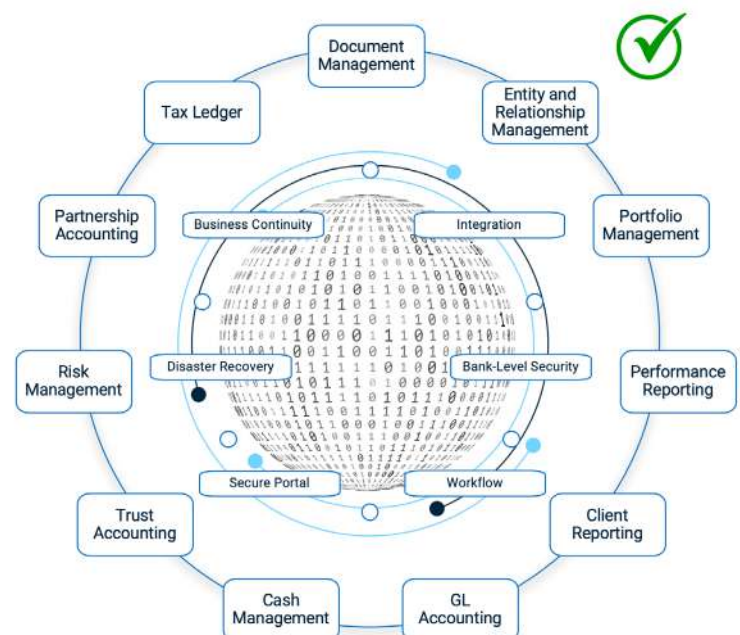 Document
Management
Entity and
Relationship
Management
Tax Ledger
Partnership
Accounting
Portfolio
Management
Business Continuity
Integration
Risk
Management
Disaster Recovery
Bank-Level Security
Performance
Reporting
Secure Portal
Workflow
Trust
Accounting
Client
Reporting
Cash
Management
GL
Accounting